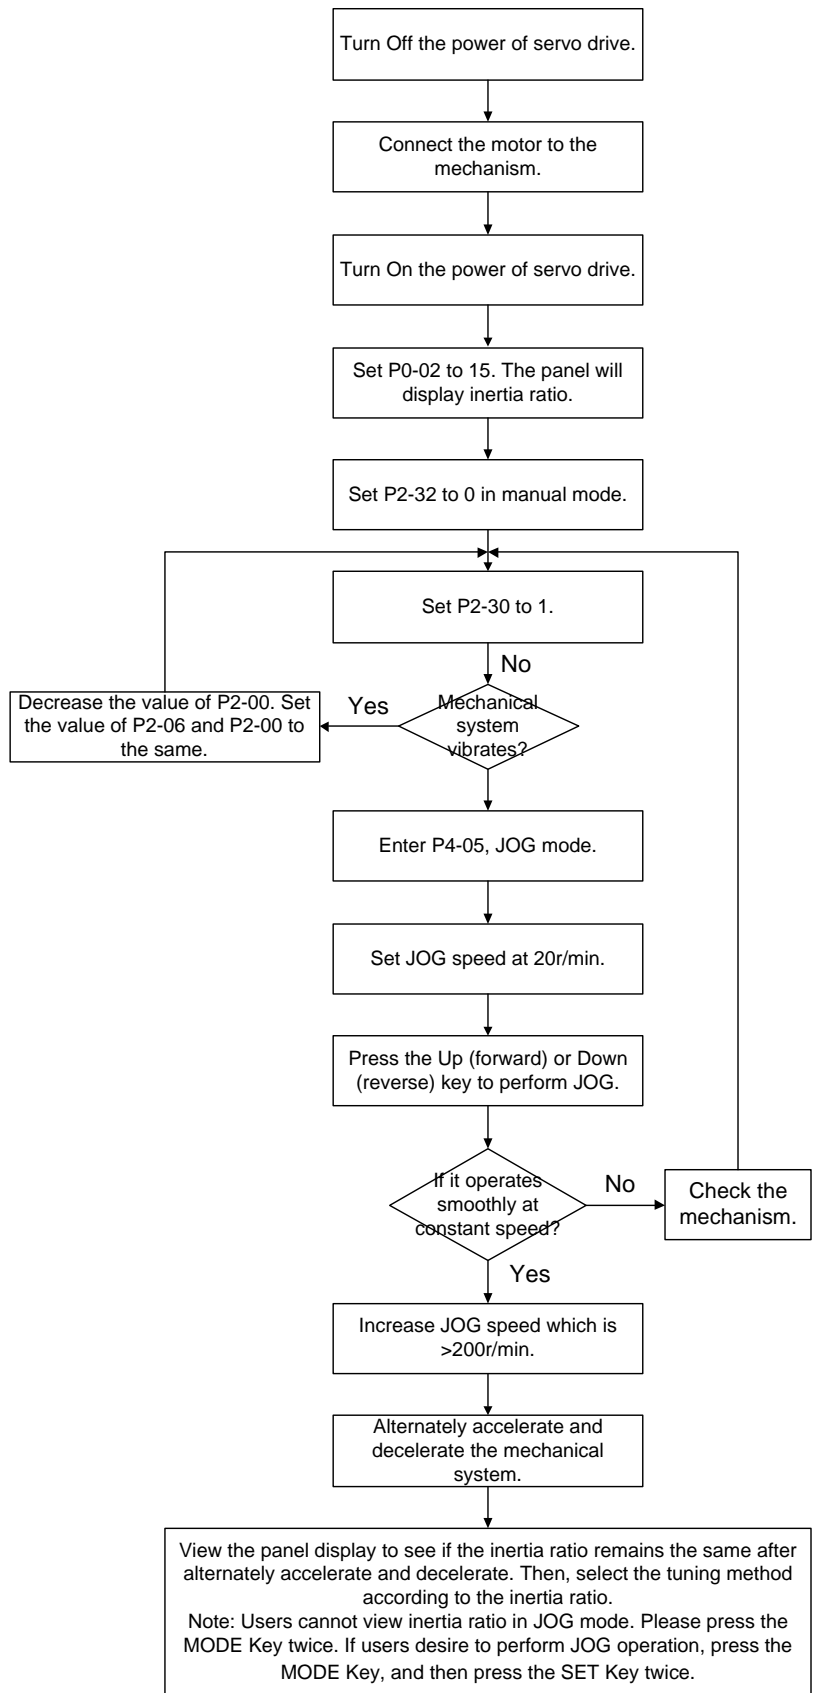 Turn Off the power of servo drive.
Connect the motor to the
mechanism.
Turn On the power of servo drive.
Set P0-02 to 15. The panel will
display inertia ratio.
Set P2-32 to 0 in manual mode.
Set P2-30 to 1.
No
Mechanical
system
vibrates?
Yes
Decrease the value of P2-00. Set
the value of P2-06 and P2-00 to
the same.
Enter P4-05, JOG mode.
Set JOG speed at 20r/min.
Press the Up (forward) or Down
(reverse) key to perform JOG.
If it operates
smoothly at
constant speed?
No
Check the
mechanism.
Yes
Increase JOG speed which is
>200r/min.
Alternately accelerate and
decelerate the mechanical
system.
View the panel display to see if the inertia ratio remains the same after
alternately accelerate and decelerate. Then, select the tuning method
according to the inertia ratio.
Note: Users cannot view inertia ratio in JOG mode. Please press the
MODE Key twice. If users desire to perform JOG operation, press the
MODE Key, and then press the SET Key twice.